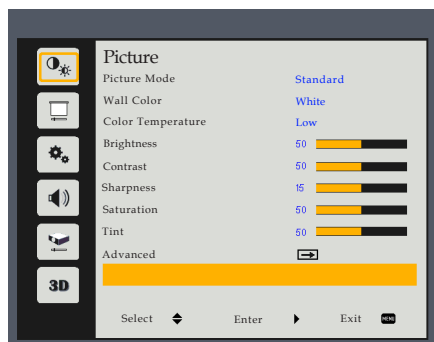 Picture
Picture Mode Standard
Wall Color White
Color Temperature Low
Brightness 50
Contrast 50
Sharpness 15
Saturation 50
Tint 50
Advanced
3D
Select Enter Exit MENU